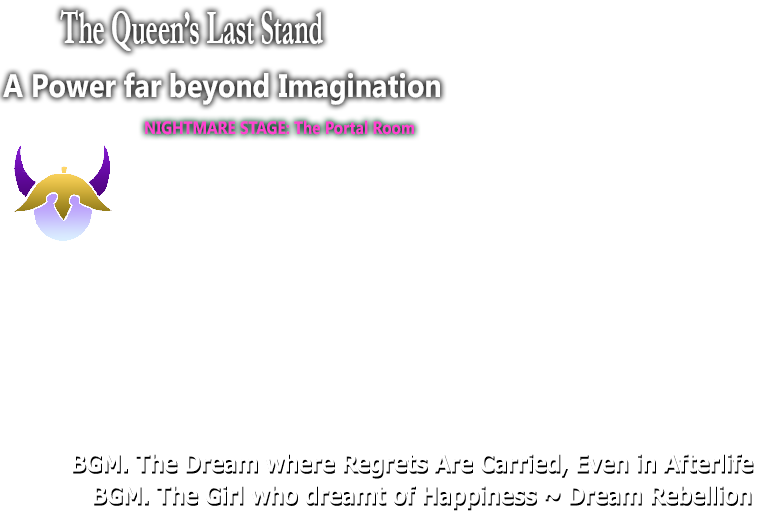 The Queen's Last Stand
A Power far beyond Imagination
NIGHTMARE STAGE: The Portal Room
BGM. The Dream where Regrets Are Carried, Even in Afterlife
BGM. The Girl who dreamt of Happiness ~ Dream Rebellion